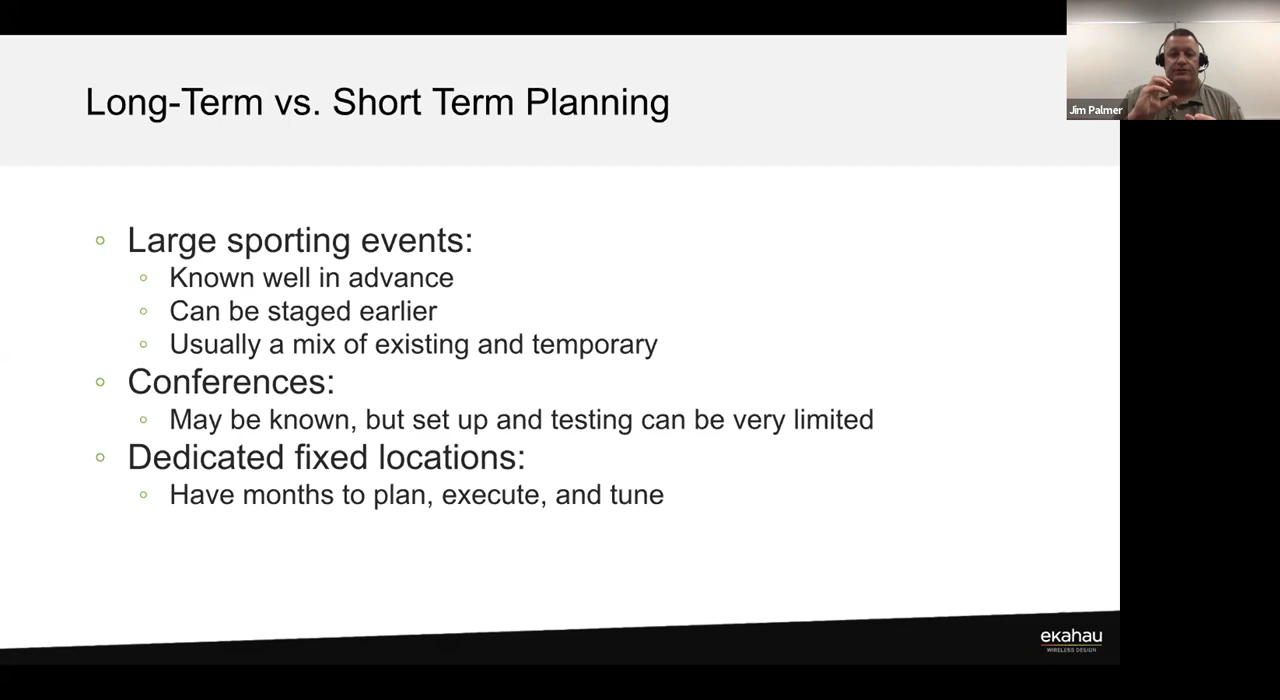 Long-Term vs. Short Term Planning
Jim Palmer
Large sporting events:
Known well in advance
Can be staged earlier
Usually a mix of existing and temporary
Conferences:
May be known, but set up and testing can be very limited
Dedicated fixed locations:
Have months to plan, execute, and tune
ekahau
WIRELESS DESIGN